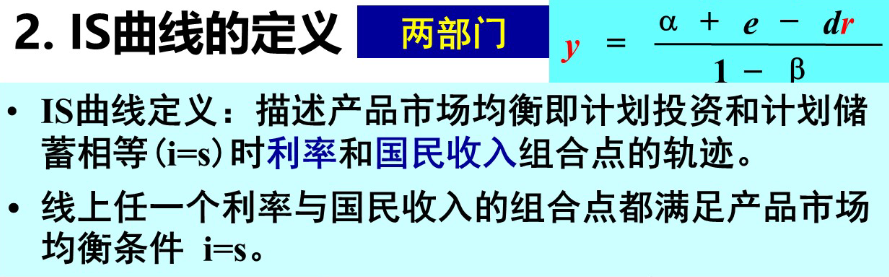 2. IS曲线的定义 两部门 y = (α + e − dr) / (1 − β)
• IS曲线定义：描述产品市场均衡即计划投资和计划储
蓄相等(i=s)时利率和国民收入组合点的轨迹。
• 线上任一个利率与国民收入的组合点都满足产品市场
均衡条件 i=s。